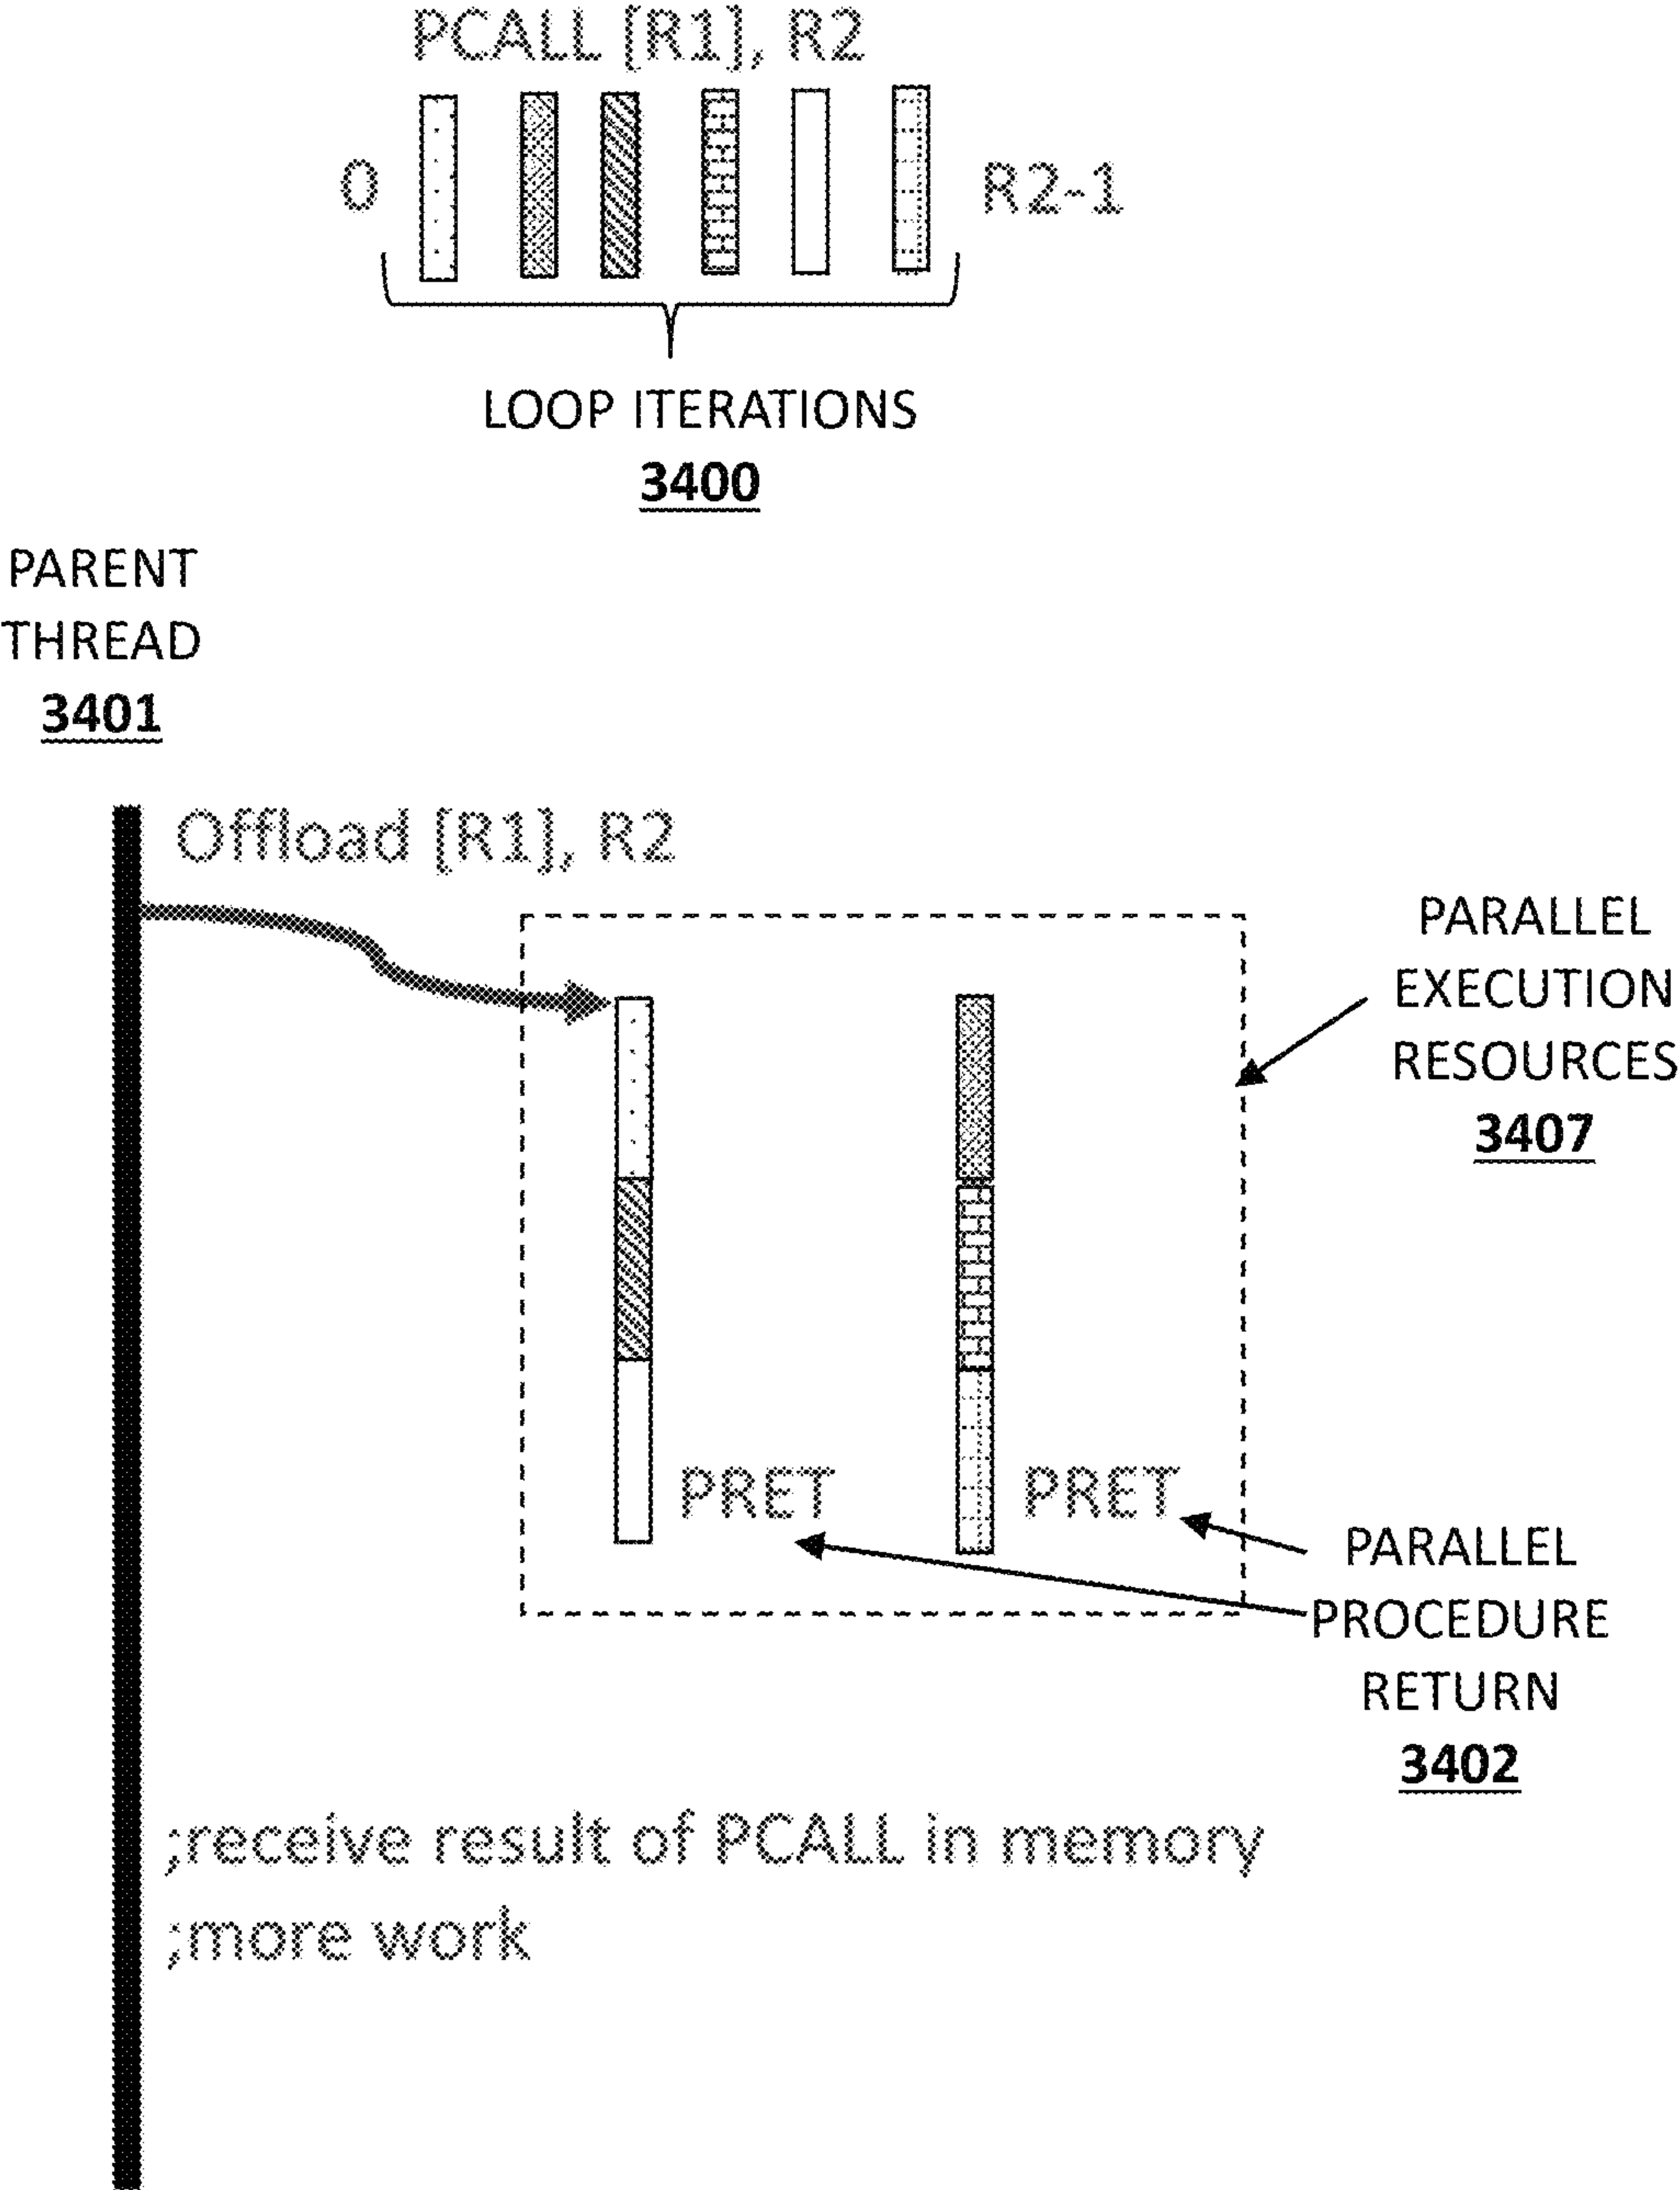 PCALL [R1], R2
0
R2-1
LOOP ITERATIONS
3400
PARENT
THREAD
3401
Offload [R1], R2
PARALLEL
EXECUTION
RESOURCES
3407
PRET
PRET
PARALLEL
PROCEDURE
RETURN
3402
;receive result of PCALL in memory
;more work